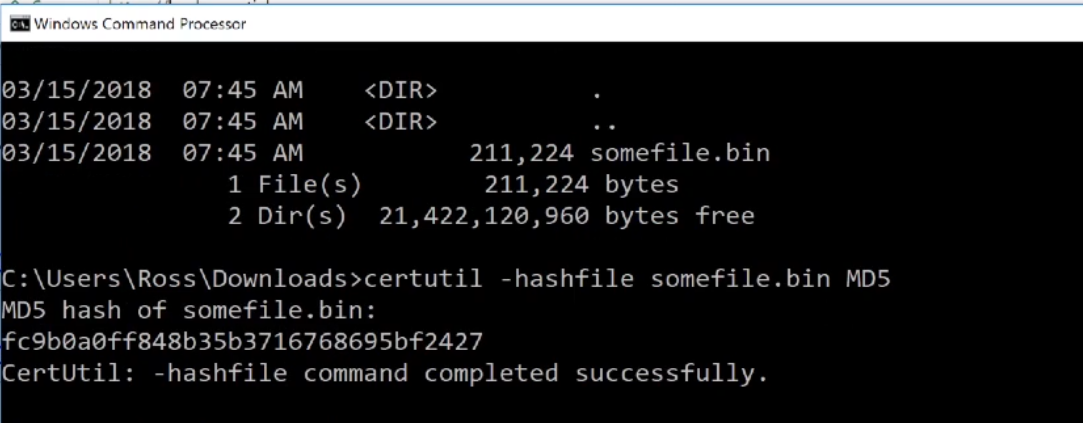 Windows Command Processor
03/15/2018  07:45 AM    <DIR>          .
03/15/2018  07:45 AM    <DIR>          ..
03/15/2018  07:45 AM           211,224 somefile.bin
               1 File(s)        211,224 bytes
               2 Dir(s)  21,422,120,960 bytes free
C:\Users\Ross\Downloads>certutil -hashfile somefile.bin MD5
MD5 hash of somefile.bin:
fc9b0a0ff848b35b3716768695bf2427
CertUtil: -hashfile command completed successfully.